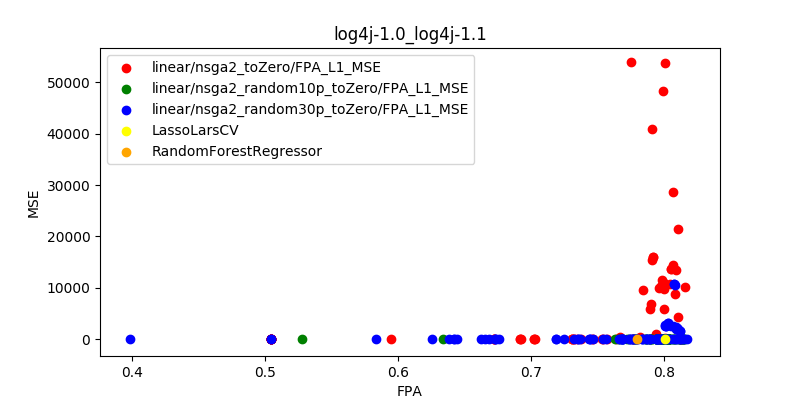 log4j-1.0_log4j-1.1
linear/nsga2_toZero/FPA_L1_MSE
linear/nsga2_random10p_toZero/FPA_L1_MSE
linear/nsga2_random30p_toZero/FPA_L1_MSE
LassoLarsCV
RandomForestRegressor
MSE
50000
40000
30000
20000
10000
0
0.4 0.5 0.6 0.7 0.8
FPA